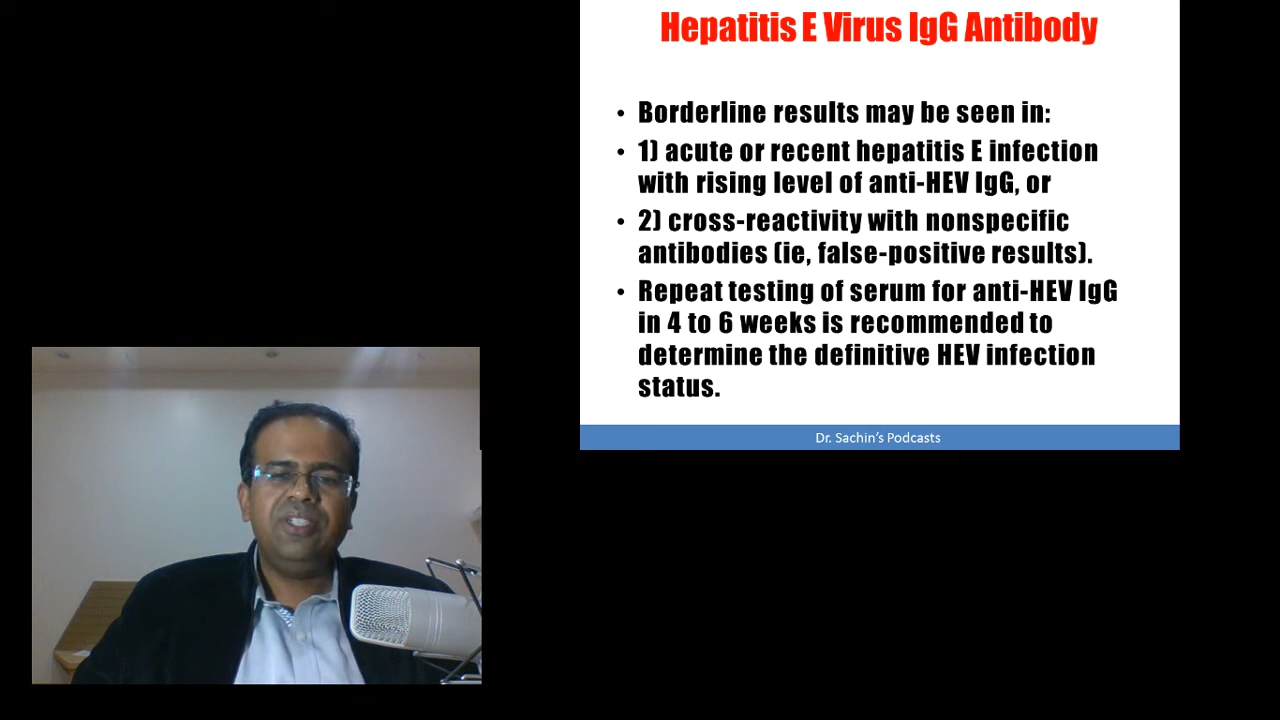 Hepatitis E Virus IgG Antibody
• Borderline results may be seen in:
• 1) acute or recent hepatitis E infection
with rising level of anti-HEV IgG, or
• 2) cross-reactivity with nonspecific
antibodies (ie, false-positive results).
• Repeat testing of serum for anti-HEV IgG
in 4 to 6 weeks is recommended to
determine the definitive HEV infection
status.
Dr. Sachin's Podcasts